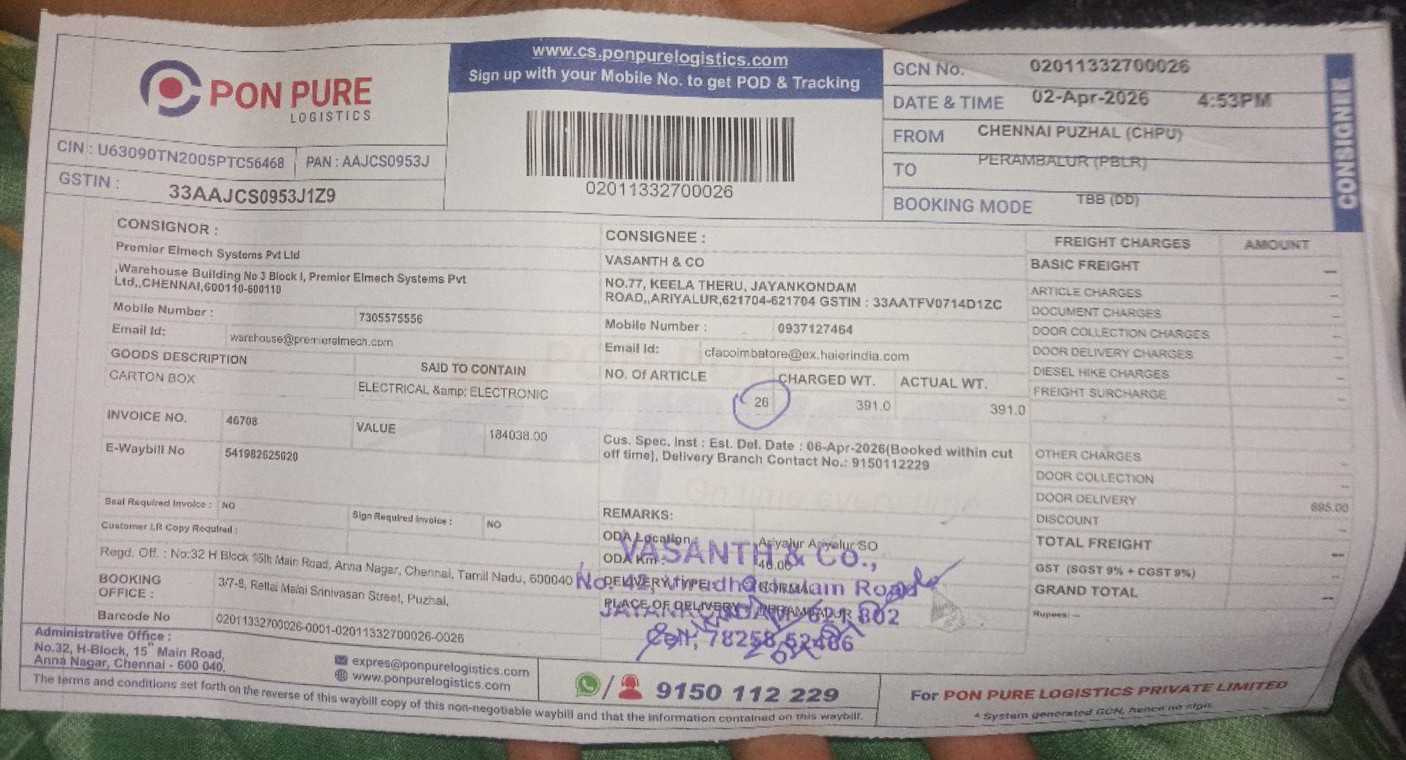 PON PURE
LOGISTICS
CIN : U63090TN2005PTC56468 PAN : AAJCS0953J
GSTIN : 33AAJCS0953J1Z9
www.cs.ponpurelogistics.com
Sign up with your Mobile No. to get POD & Tracking
02011332700026
GCN No. 02011332700026
DATE & TIME 02-Apr-2026 4:53PM
FROM CHENNAI PUZHAL (CHPU)
TO PERAMBALUR (PBLR)
BOOKING MODE TBB (DD)
CONSIGNEE
CONSIGNOR :
Premier Elmech Systems Pvt Ltd
,Warehouse Building No 3 Block I, Premier Elmech Systems Pvt
Ltd,,CHENNAI,600110-600110
Mobile Number : 7305575556
Email Id: warehouse@premierelmech.com
GOODS DESCRIPTION SAID TO CONTAIN
CARTON BOX ELECTRICAL &amp; ELECTRONIC
INVOICE NO. 46708 VALUE 184038.00
E-Waybill No 541982625020
Seal Required Invoice : NO Sign Required Invoice : NO
Customer LR Copy Required :
Regd. Off. : No:32 H Block 15th Main Road, Anna Nagar, Chennai, Tamil Nadu, 600040
BOOKING OFFICE : 3/7-8, Rettai Malai Srinivasan Street, Puzhal,
Barcode No 02011332700026-0001-02011332700026-0026
CONSIGNEE :
VASANTH & CO
NO.77, KEELA THERU, JAYANKONDAM
ROAD,,ARIYALUR,621704-621704 GSTIN : 33AATFV0714D1ZC
Mobile Number : 0937127464
Email Id: cfacoimbatore@ex.haierindia.com
NO. Of ARTICLE CHARGED WT. ACTUAL WT.
26 391.0 391.0
Cus. Spec. Inst : Est. Del. Date : 06-Apr-2026(Booked within cut
off time), Delivery Branch Contact No.: 9150112229
REMARKS:
ODA Location : Ariyalur Ariyalur SO
ODA Km : 40.00
DELIVERY TYPE : NORMAL
PLACE OF DELIVERY : PERAMBALUR
VASANTH & CO.,
Road
802
Cell; 78258 52486
FREIGHT CHARGES AMOUNT
BASIC FREIGHT --
ARTICLE CHARGES --
DOCUMENT CHARGES --
DOOR COLLECTION CHARGES --
DOOR DELIVERY CHARGES --
DIESEL HIKE CHARGES --
FREIGHT SURCHARGE --
OTHER CHARGES --
DOOR COLLECTION --
DOOR DELIVERY 695.00
DISCOUNT --
TOTAL FREIGHT --
GST (SGST 9% + CGST 9%)
GRAND TOTAL --
Rupees: --
Administrative Office :
No.32, H-Block, 15th Main Road,
Anna Nagar, Chennai - 600 040.
expres@ponpurelogistics.com
www.ponpurelogistics.com
9150 112 229
For PON PURE LOGISTICS PRIVATE LIMITED
* System generated GCN, hence no sign.
The terms and conditions set forth on the reverse of this waybill copy of this non-negotiable waybill and that the information contained on this waybill.